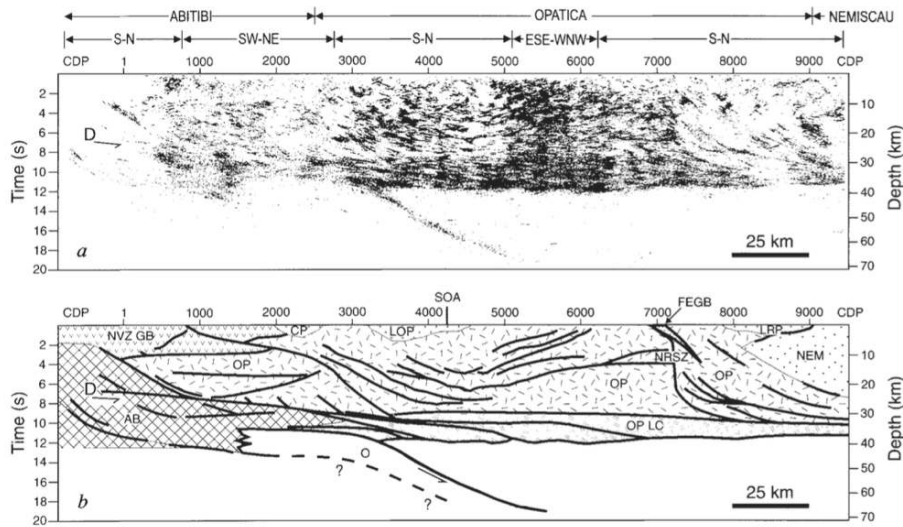 ABITIBI OPATICA NEMISCAU
S-N SW-NE S-N ESE-WNW S-N
CDP 1 1000 2000 3000 4000 5000 6000 7000 8000 9000 CDP
Time (s)
2
4
6
8
10
12
14
16
18
20
D
a
25 km
10
20
30
40
50
60
70
Depth (km)
SOA FEGB
CDP 1 1000 2000 3000 4000 5000 6000 7000 8000 9000 CDP
NVZ GB CP LOP LRP
NRSZ NEM
OP OP OP
D
AB
OP LC
O
? ?
Time (s)
2
4
6
8
10
12
14
16
18
20
b
25 km
10
20
30
40
50
60
70
Depth (km)